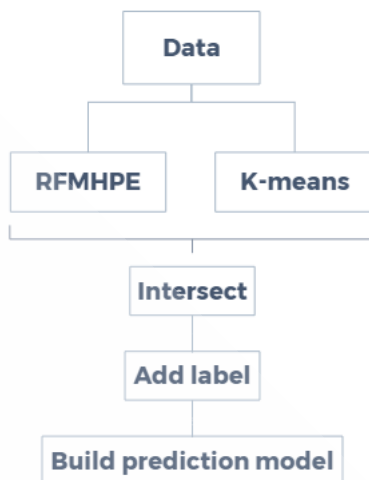 Data
RFMHPE
K-means
Intersect
Add label
Build prediction model